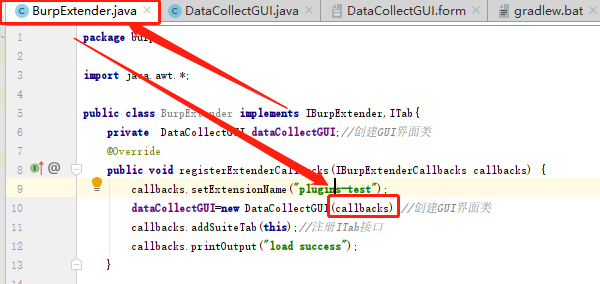 BurpExtender.java DataCollectGUI.java DataCollectGUI.form gradlew.bat
1 package burp
2
3 import java.awt.*;
4
5 public class BurpExtender implements IBurpExtender,ITab{
6 private DataCollectGUI dataCollectGUI;//创建GUI界面类
7 @Override
8 public void registerExtenderCallbacks(IBurpExtenderCallbacks callbacks) {
9 callbacks.setExtensionName("plugins-test");
10 dataCollectGUI=new DataCollectGUI(callbacks) //创建GUI界面类
11 callbacks.addSuiteTab(this);//注册ITab接口
12 callbacks.printOutput("load success");
13 }